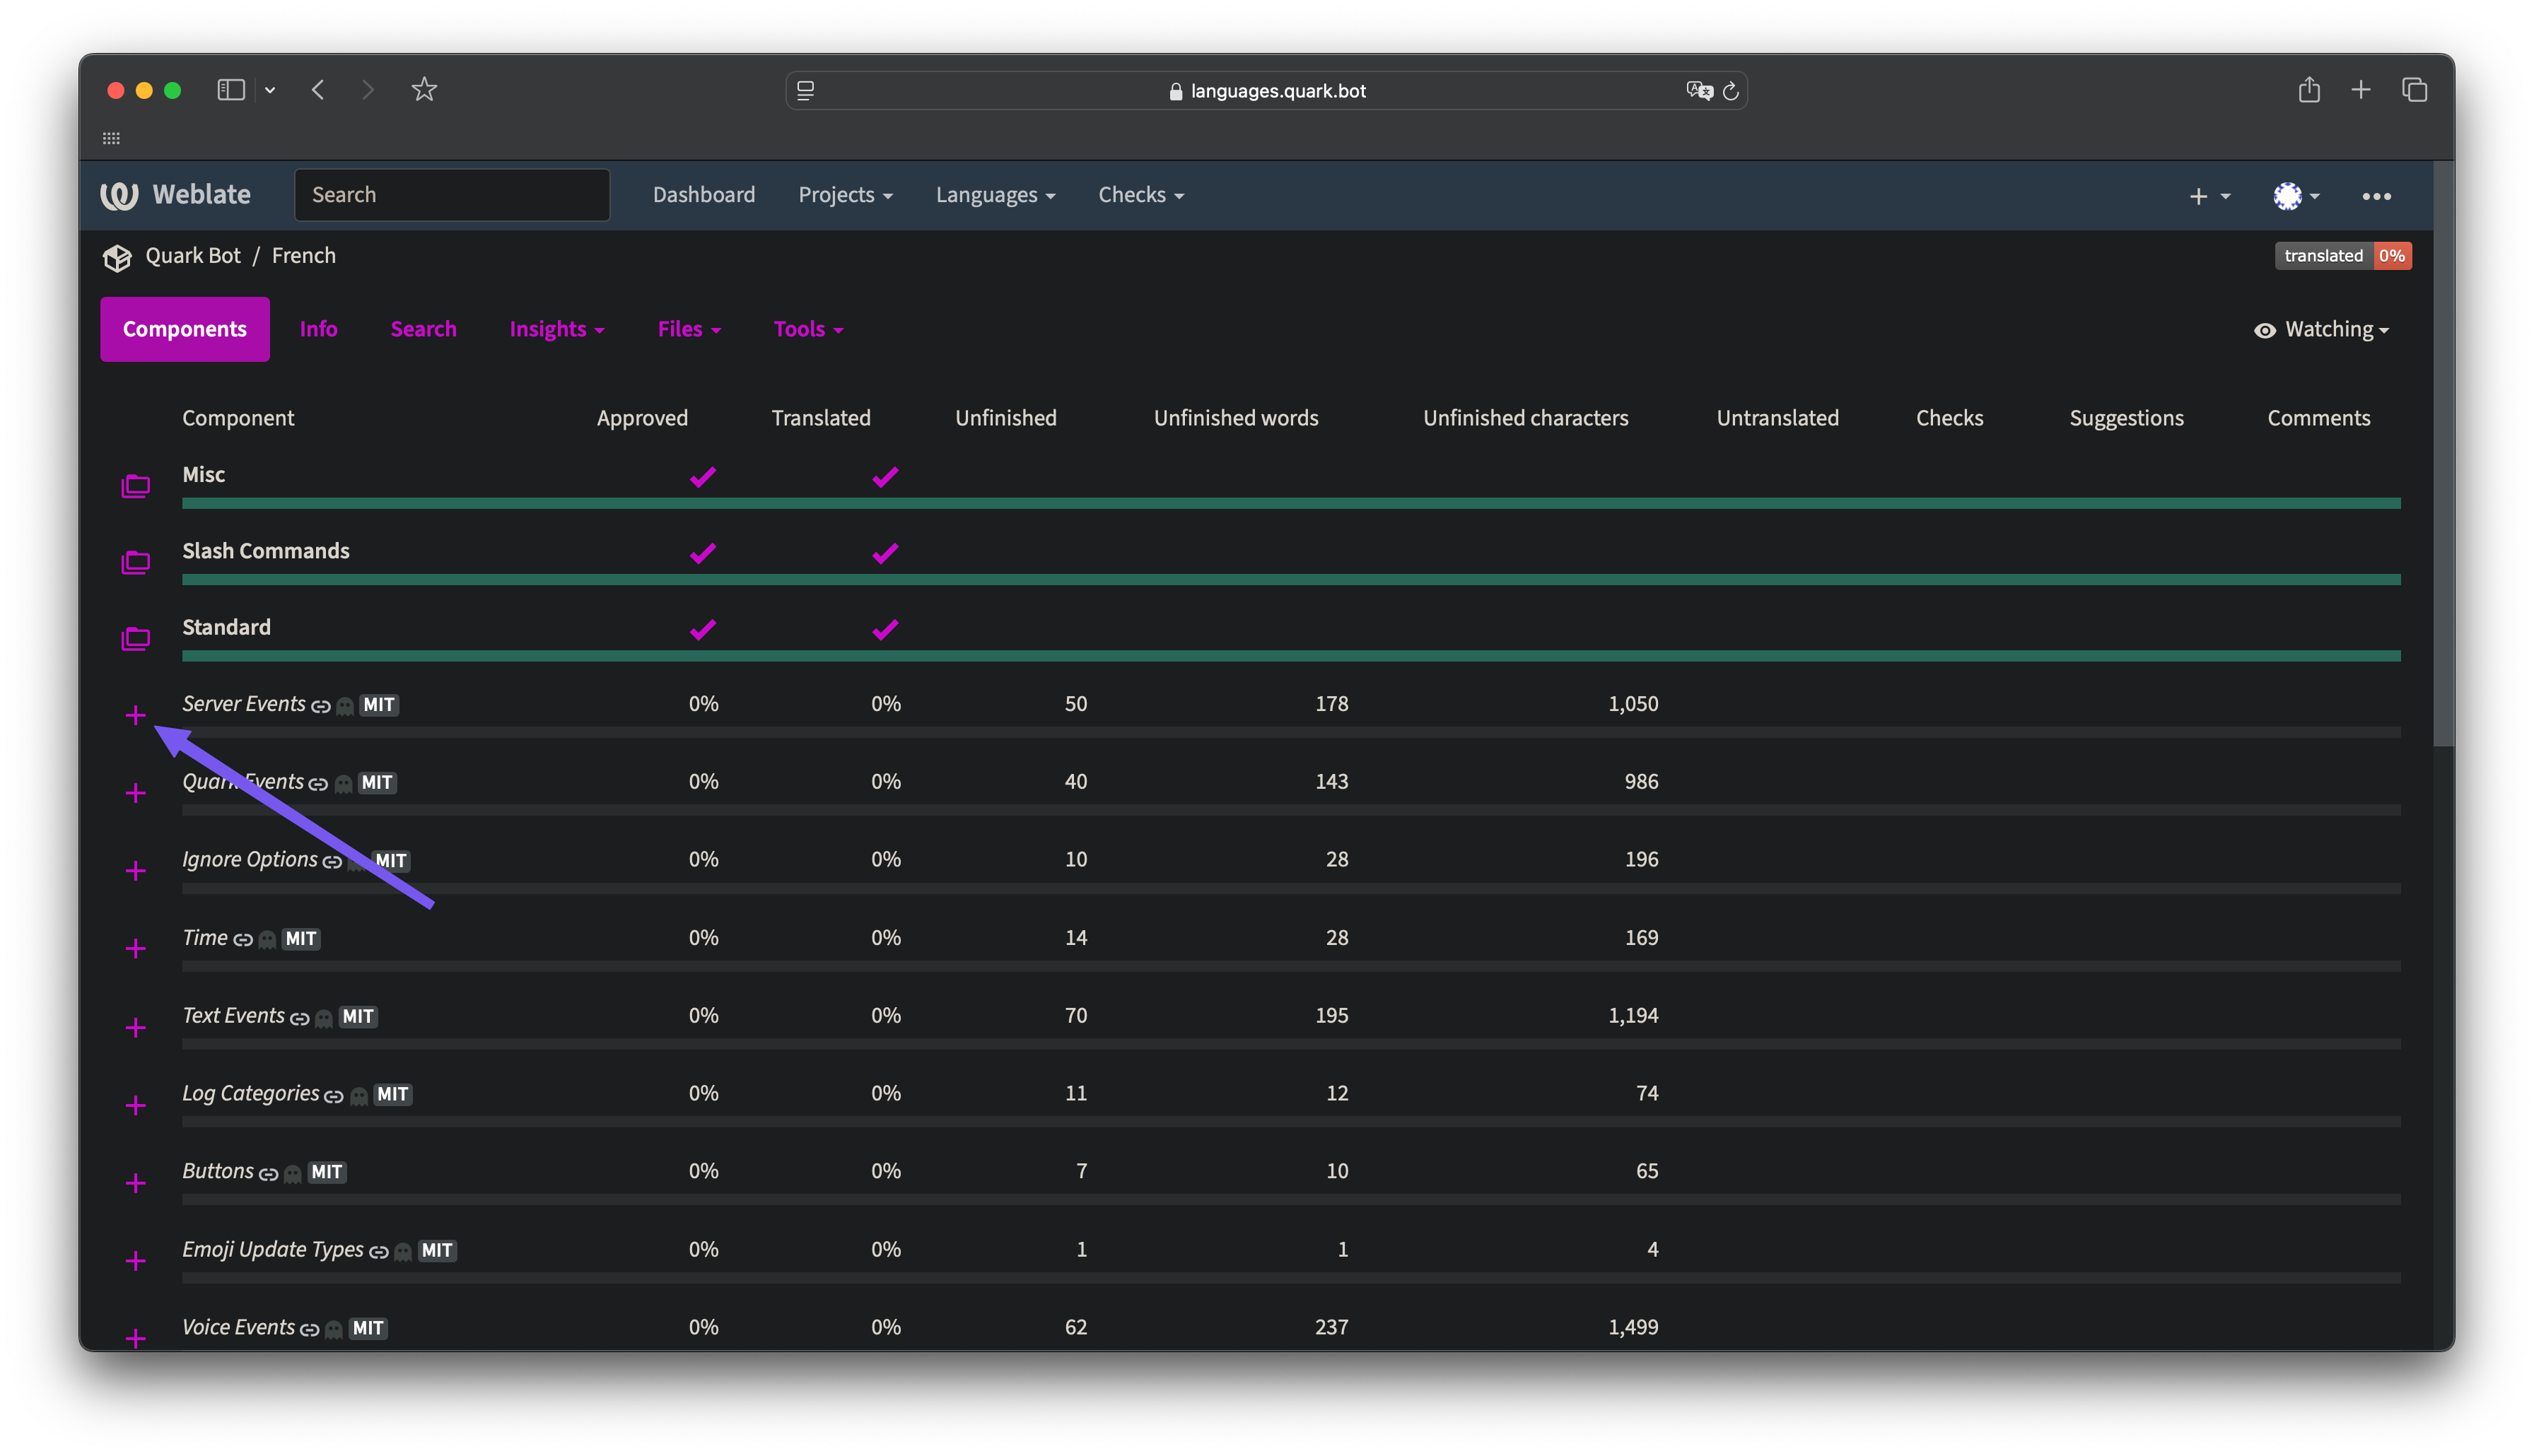 languages.quark.bot
Weblate Search Dashboard Projects Languages Checks
Quark Bot / French translated 0%
Components Info Search Insights Files Tools Watching
Component Approved Translated Unfinished Unfinished words Unfinished characters Untranslated Checks Suggestions Comments
Misc
Slash Commands
Standard
Server Events MIT 0% 0% 50 178 1,050
Quark Events MIT 0% 0% 40 143 986
Ignore Options MIT 0% 0% 10 28 196
Time MIT 0% 0% 14 28 169
Text Events MIT 0% 0% 70 195 1,194
Log Categories MIT 0% 0% 11 12 74
Buttons MIT 0% 0% 7 10 65
Emoji Update Types MIT 0% 0% 1 1 4
Voice Events MIT 0% 0% 62 237 1,499